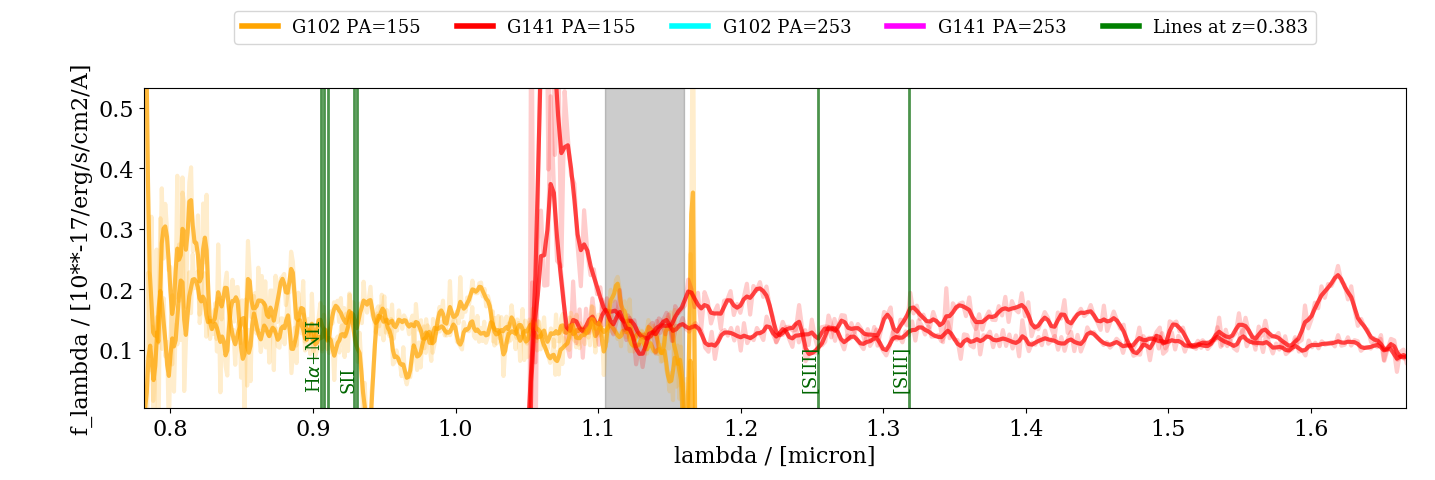 G102 PA=155 G141 PA=155 G102 PA=253 G141 PA=253 Lines at z=0.383
f_lambda / [10**-17/erg/s/cm2/A]
0.5
0.4
0.3
0.2
0.1
Hα+NII
SII
[SIII]
[SIII]
0.8 0.9 1.0 1.1 1.2 1.3 1.4 1.5 1.6
lambda / [micron]